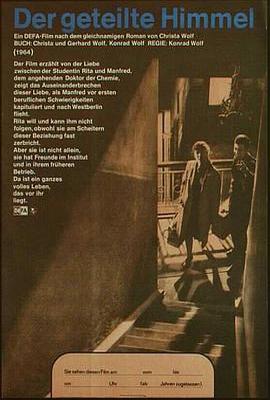 Der geteilte Himmel
Ein DEFA-Film nach dem gleichnamigen Roman von Christa Wolf
BUCH: Christa und Gerhard Wolf, Konrad Wolf REGIE: Konrad Wolf
(1964)
Der Film erzählt von der Liebe
zwischen der Studentin Rita und Manfred,
dem angehenden Doktor der Chemie,
zeigt das Auseinanderbrechen
dieser Liebe, als Manfred vor ersten
beruflichen Schwierigkeiten
kapituliert und nach Westberlin
flieht.
Rita will und kann ihm nicht
folgen, obwohl sie am Scheitern
dieser Beziehung fast
zerbricht.
Aber sie ist nicht allein,
sie hat Freunde im Institut
und in ihrem früheren
Betrieb.
Da ist ein ganzes
volles Leben,
das vor ihr
liegt.
DEFA
Sie sehen diesen Film am vom bis
um Uhr (ab Jahren zugelassen)